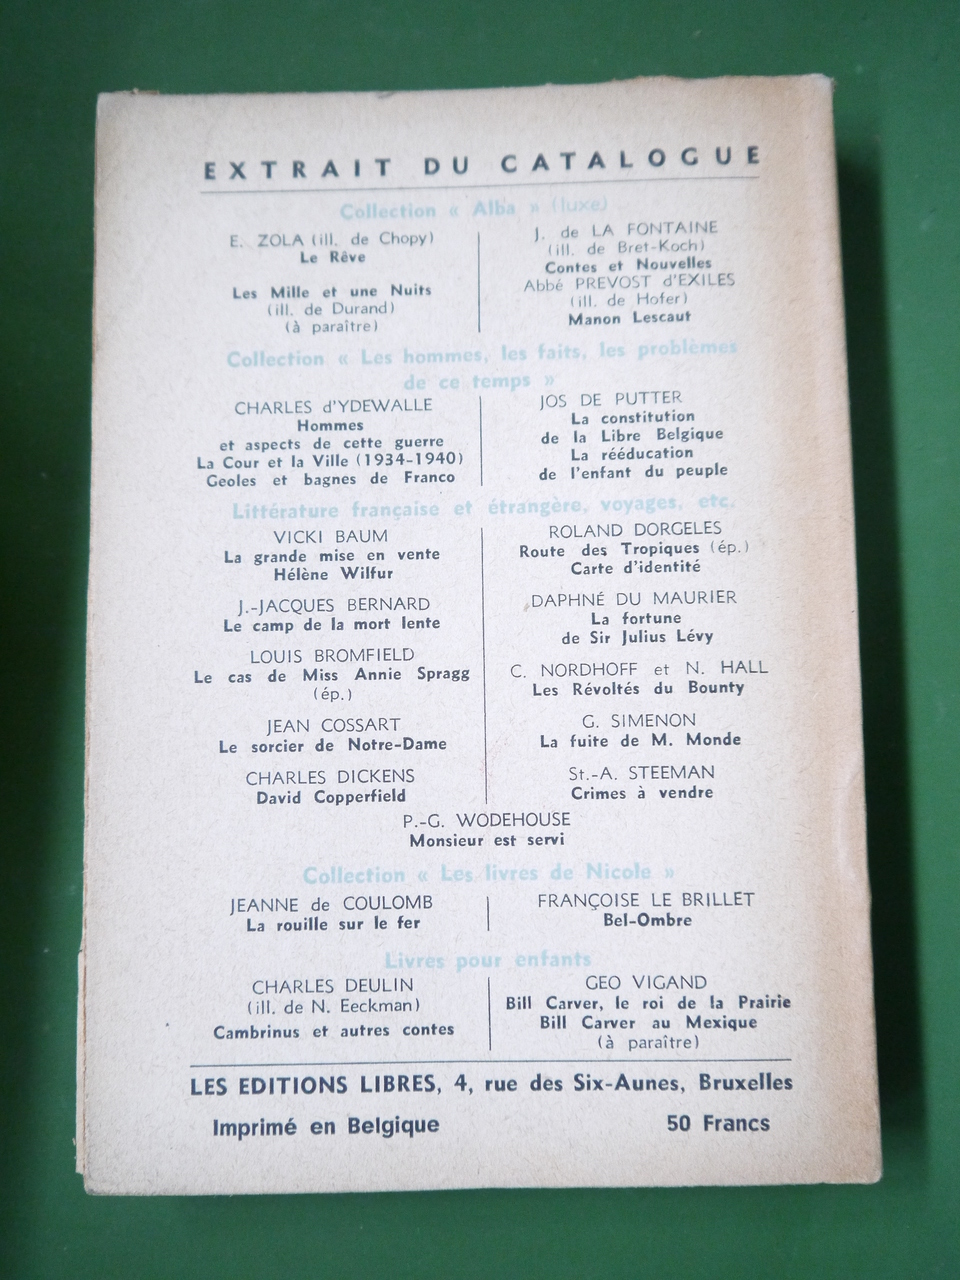 EXTRAIT DU CATALOGUE
Collection « Alba » (luxe)
E. ZOLA (ill. de Chopy)
Le Rêve
Les Mille et une Nuits
(ill. de Durand)
(à paraître)
J. de LA FONTAINE
(ill. de Bret-Koch)
Contes et Nouvelles
Abbé PREVOST d'EXILES
(ill. de Hofer)
Manon Lescaut
Collection « Les hommes, les faits, les problèmes
de ce temps »
CHARLES d'YDEWALLE
Hommes
et aspects de cette guerre
La Cour et la Ville (1934-1940)
Geoles et bagnes de Franco
JOS DE PUTTER
La constitution
de la Libre Belgique
La rééducation
de l'enfant du peuple
Littérature française et étrangère, voyages, etc.
VICKI BAUM
La grande mise en vente
Hélène Wilfur
J.-JACQUES BERNARD
Le camp de la mort lente
LOUIS BROMFIELD
Le cas de Miss Annie Spragg
(ép.)
JEAN COSSART
Le sorcier de Notre-Dame
CHARLES DICKENS
David Copperfield
ROLAND DORGELES
Route des Tropiques (ép.)
Carte d'identité
DAPHNÉ DU MAURIER
La fortune
de Sir Julius Lévy
C. NORDHOFF et N. HALL
Les Révoltés du Bounty
G. SIMENON
La fuite de M. Monde
St.-A. STEEMAN
Crimes à vendre
P.-G. WODEHOUSE
Monsieur est servi
Collection « Les livres de Nicole »
JEANNE de COULOMB
La rouille sur le fer
FRANÇOISE LE BRILLET
Bel-Ombre
Livres pour enfants
CHARLES DEULIN
(ill. de N. Eeckman)
Cambrinus et autres contes
GEO VIGAND
Bill Carver, le roi de la Prairie
Bill Carver au Mexique
(à paraître)
LES EDITIONS LIBRES, 4, rue des Six-Aunes, Bruxelles
Imprimé en Belgique 50 Francs